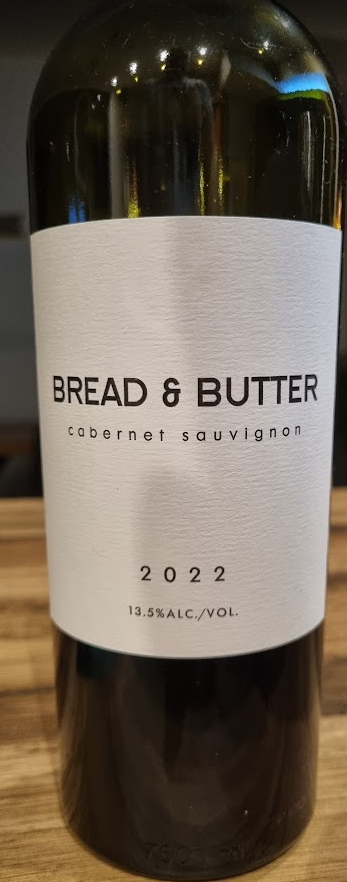 BREAD & BUTTER
cabernet sauvignon
2022
13.5%ALC./VOL.